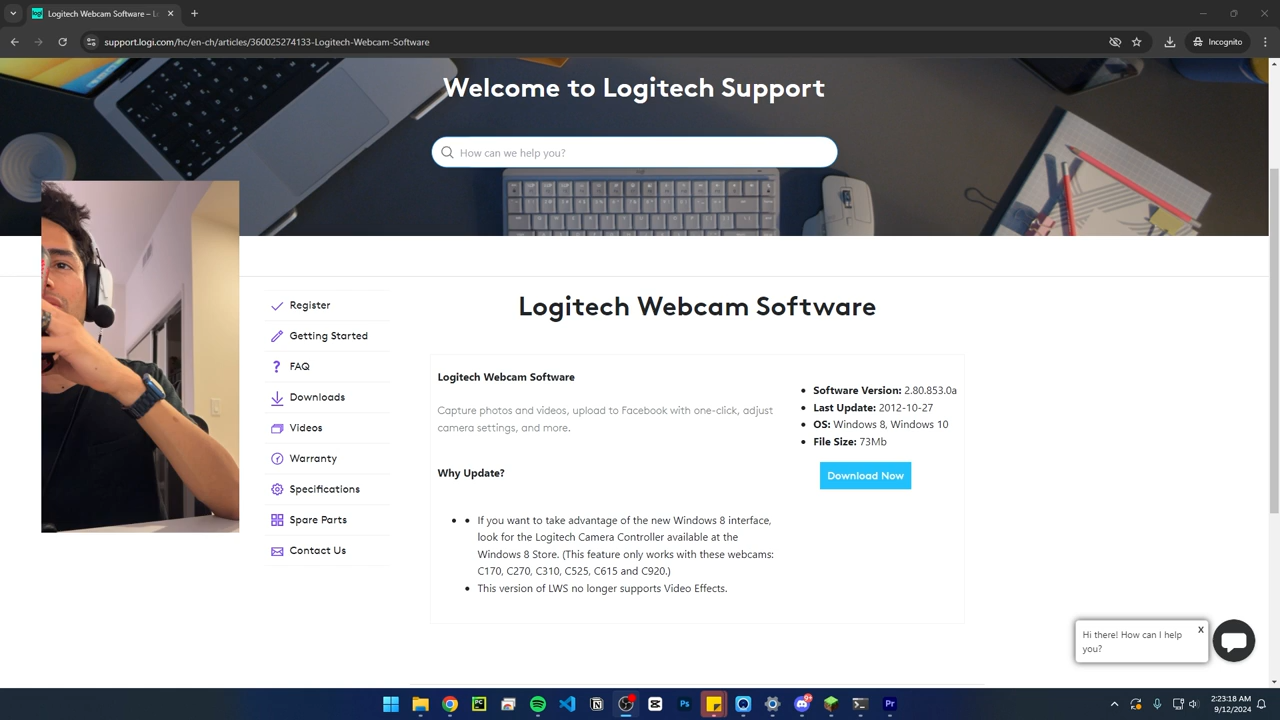 Logitech Webcam Software – Lo
support.logi.com/hc/en-ch/articles/360025274133-Logitech-Webcam-Software
Incognito
Welcome to Logitech Support
How can we help you?
Register
Getting Started
FAQ
Downloads
Videos
Warranty
Specifications
Spare Parts
Contact Us
Logitech Webcam Software
Logitech Webcam Software
Capture photos and videos, upload to Facebook with one-click, adjust
camera settings, and more.
Why Update?
• If you want to take advantage of the new Windows 8 interface,
look for the Logitech Camera Controller available at the
Windows 8 Store. (This feature only works with these webcams:
C170, C270, C310, C525, C615 and C920.)
• This version of LWS no longer supports Video Effects.
• Software Version: 2.80.853.0a
• Last Update: 2012-10-27
• OS: Windows 8, Windows 10
• File Size: 73Mb
Download Now
Hi there! How can I help
you?
X
2:23:18 AM
9/12/2024